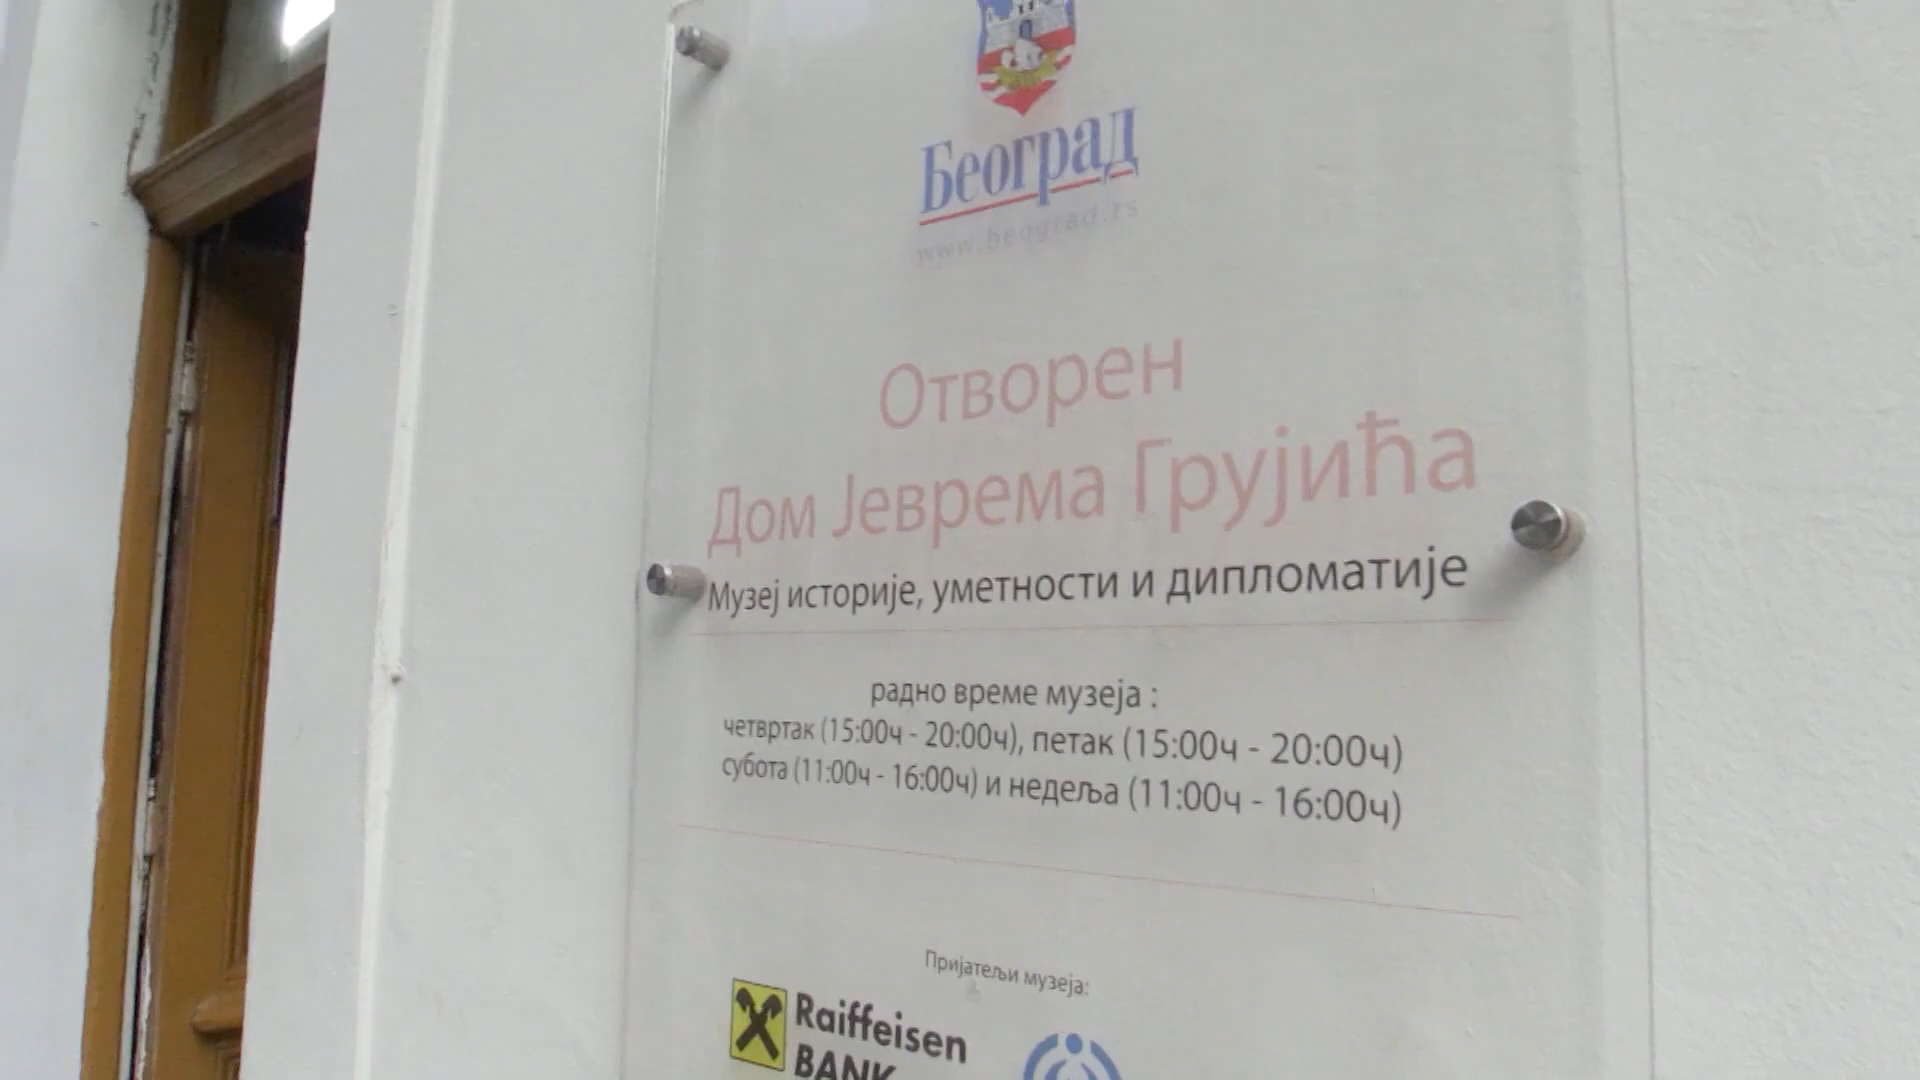 Београд
www.beograd.rs
Отворен
Дом Јеврема Грујића
Музеј историје, уметности и дипломатије
радно време музеја :
четвртак (15:00ч - 20:00ч), петак (15:00ч - 20:00ч)
субота (11:00ч - 16:00ч) и недеља (11:00ч - 16:00ч)
Пријатељи музеја:
Raiffeisen
BANK